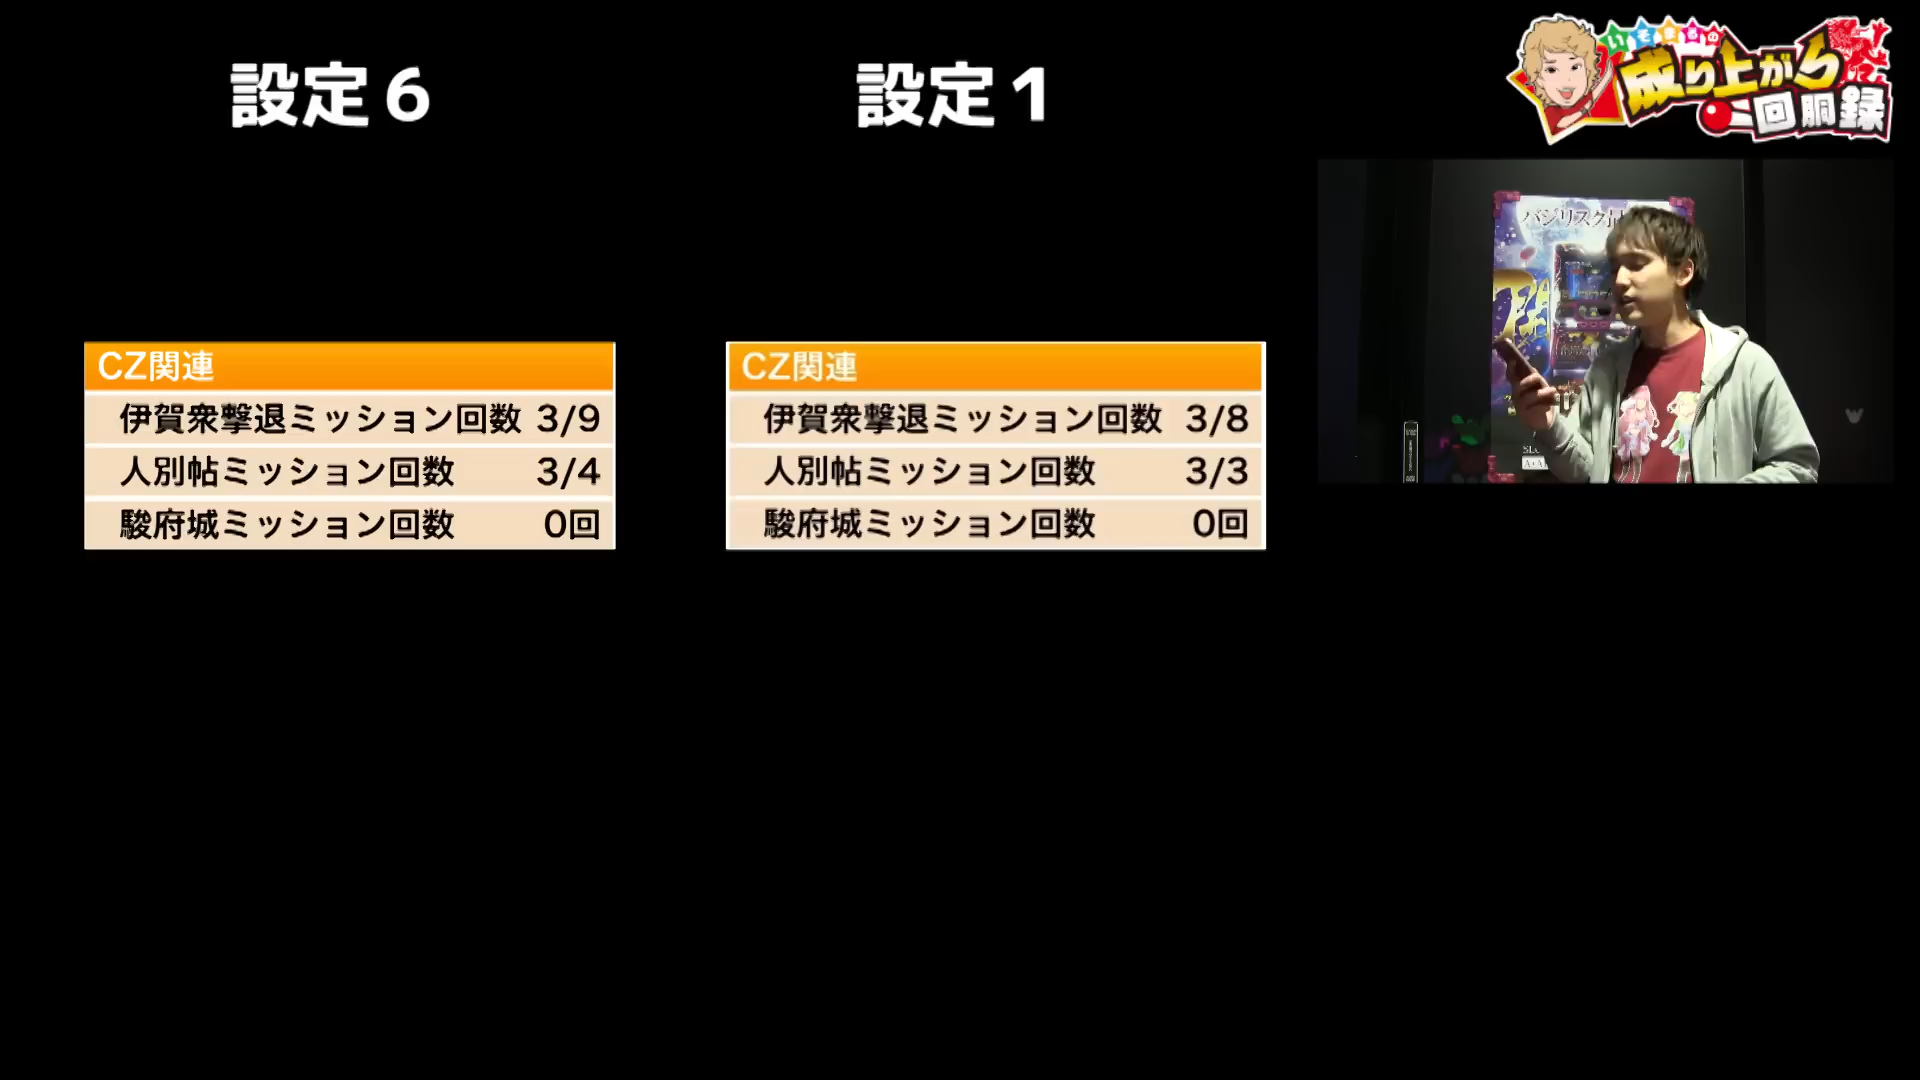 設定6
設定1
いそまるの
成り上がり
回胴録
CZ関連
伊賀衆撃退ミッション回数 3/9
人別帖ミッション回数 3/4
駿府城ミッション回数 0回
CZ関連
伊賀衆撃退ミッション回数 3/8
人別帖ミッション回数 3/3
駿府城ミッション回数 0回
バジリスク